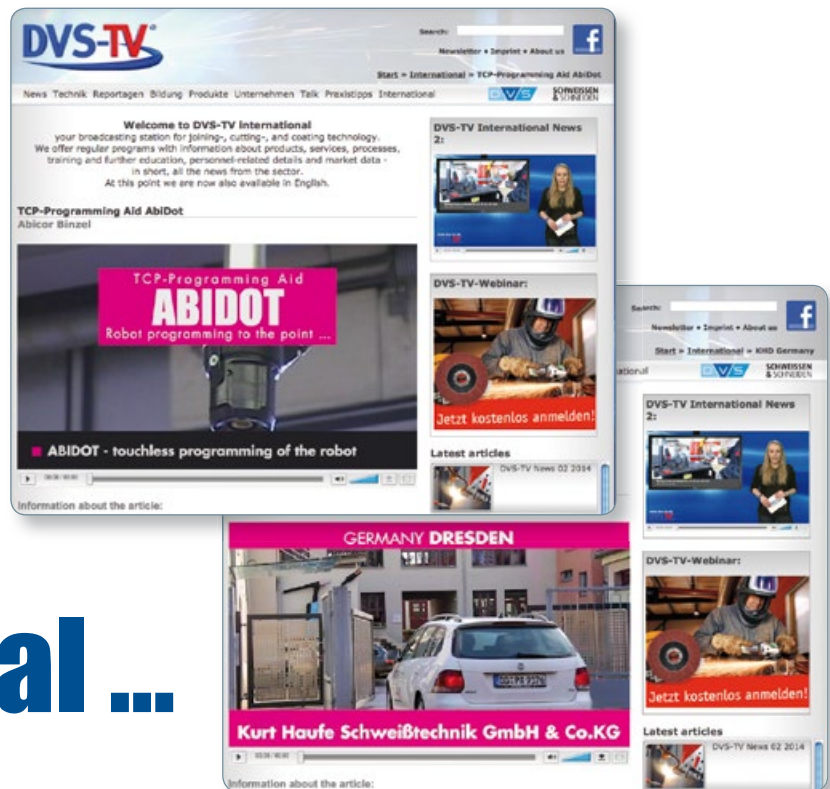 DVS-TV
Search:
Newsletter • Imprint • About us
f
Start » International » TCP-Programming Aid AbiDot
News Technik Reportagen Bildung Produkte Unternehmen Talk Praxistipps International
DVS
SCHWEISSEN
& SCHNEIDEN
Welcome to DVS-TV international
your broadcasting station for joining-, cutting-, and coating technology.
We offer regular programs with information about products, services, processes,
training and further education, personnel-related details and market data -
in short, all the news from the sector.
At this point we are now also available in English.
TCP-Programming Aid AbiDot
Abicor Binzel
TCP-Programming Aid
ABIDOT
Robot programming to the point ...
ABIDOT - touchless programming of the robot
Information about the article:
DVS-TV International News
2:
DVS-TV-Webinar:
Jetzt kostenlos anmelden!
Latest articles
DVS-TV News 02 2014
Search:
Newsletter • Imprint • About us
f
Start » International » KHD Germany
ational
DVS
SCHWEISSEN
& SCHNEIDEN
DVS-TV International News
2:
DVS-TV-Webinar:
Jetzt kostenlos anmelden!
Latest articles
DVS-TV News 02 2014
GERMANY DRESDEN
Kurt Haufe Schweißtechnik GmbH & Co.KG
Information about the article:
al ...